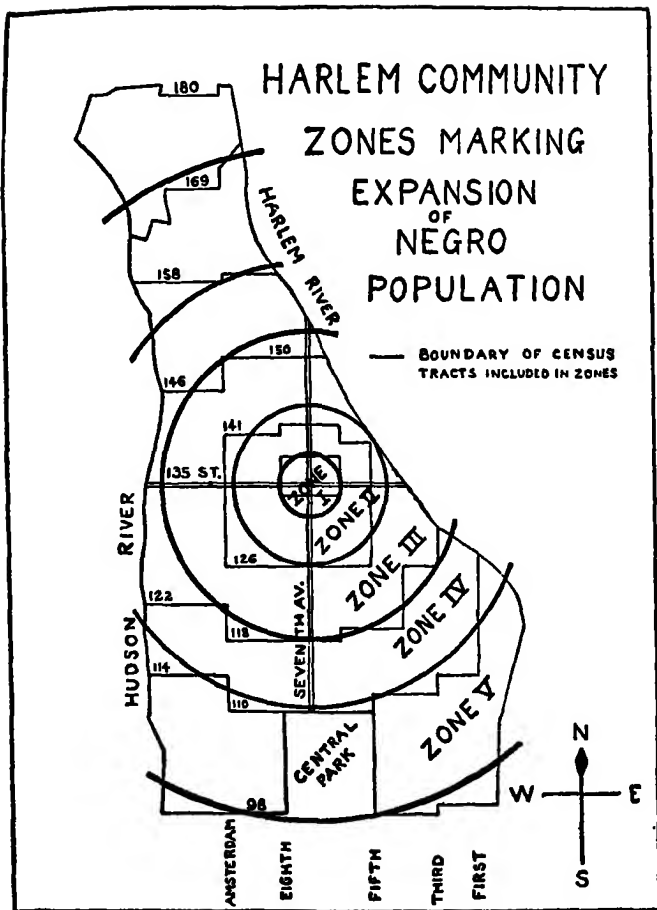 HARLEM COMMUNITY
ZONES MARKING
EXPANSION
OF
NEGRO
POPULATION
BOUNDARY OF CENSUS
TRACTS INCLUDED IN ZONES
180
169
HARLEM RIVER
158
150
146
141
135 ST.
ZONE I
ZONE II
126
ZONE III
122
118
ZONE IV
SEVENTH AV.
HUDSON RIVER
114
110
ZONE V
CENTRAL
PARK
98
AMSTERDAM
EIGHTH
FIFTH
THIRD
FIRST
N
W
E
S